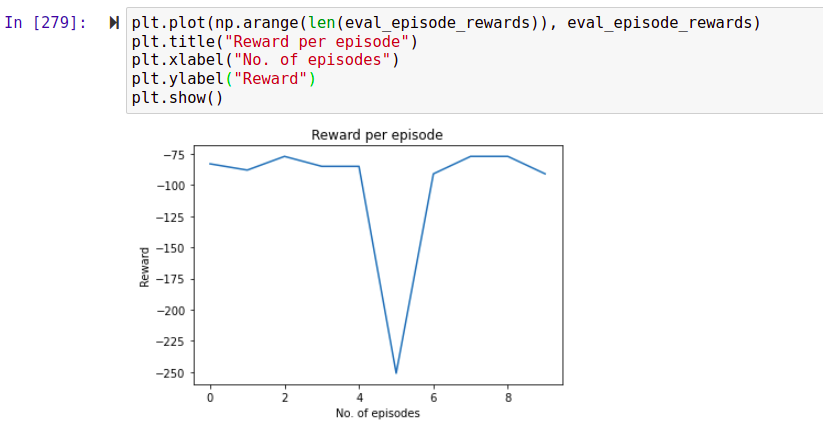 In [279]:
plt.plot(np.arange(len(eval_episode_rewards)), eval_episode_rewards)
plt.title("Reward per episode")
plt.xlabel("No. of episodes")
plt.ylabel("Reward")
plt.show()
Reward per episode
−75
−100
−125
−150
−175
−200
−225
−250
Reward
0 2 4 6 8
No. of episodes